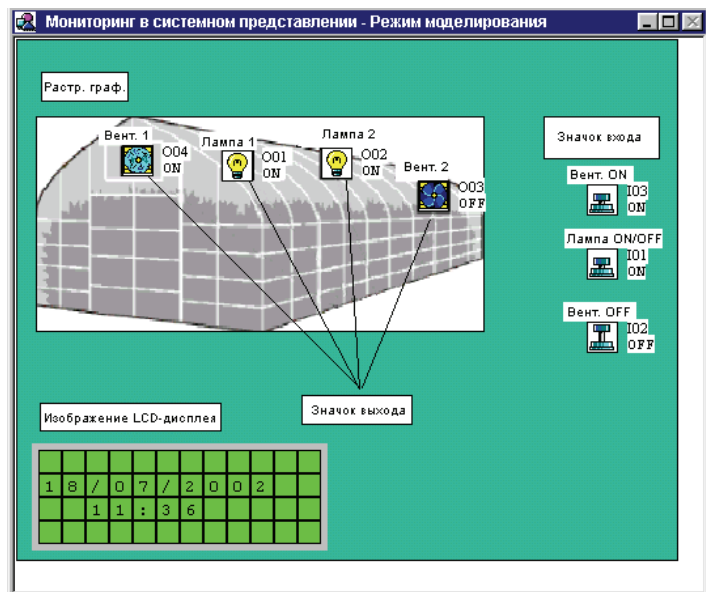 Мониторинг в системном представлении - Режим моделирования
Растр. граф.
Вент. 1
O04
ON
Лампа 1
O01
ON
Лампа 2
O02
ON
Вент. 2
O03
OFF
Значок входа
Вент. ON
I03
ON
Лампа ON/OFF
I01
ON
Вент. OFF
I02
OFF
Значок выхода
Изображение LCD-дисплея
18/07/2002
11:36